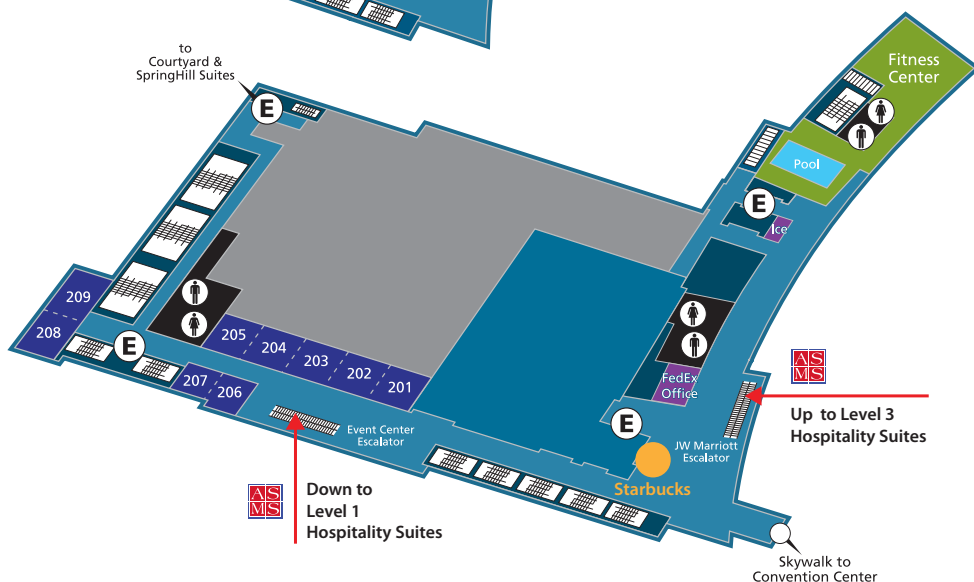 to
Courtyard &
SpringHill Suites
E
Fitness
Center
Pool
E
Ice
209
208
205
204
203
202
201
E
207
206
FedEx
Office
E
Event Center
Escalator
JW Marriott
Escalator
Starbucks
AS
MS
Up to Level 3
Hospitality Suites
AS
MS
Down to
Level 1
Hospitality Suites
Skywalk to
Convention Center